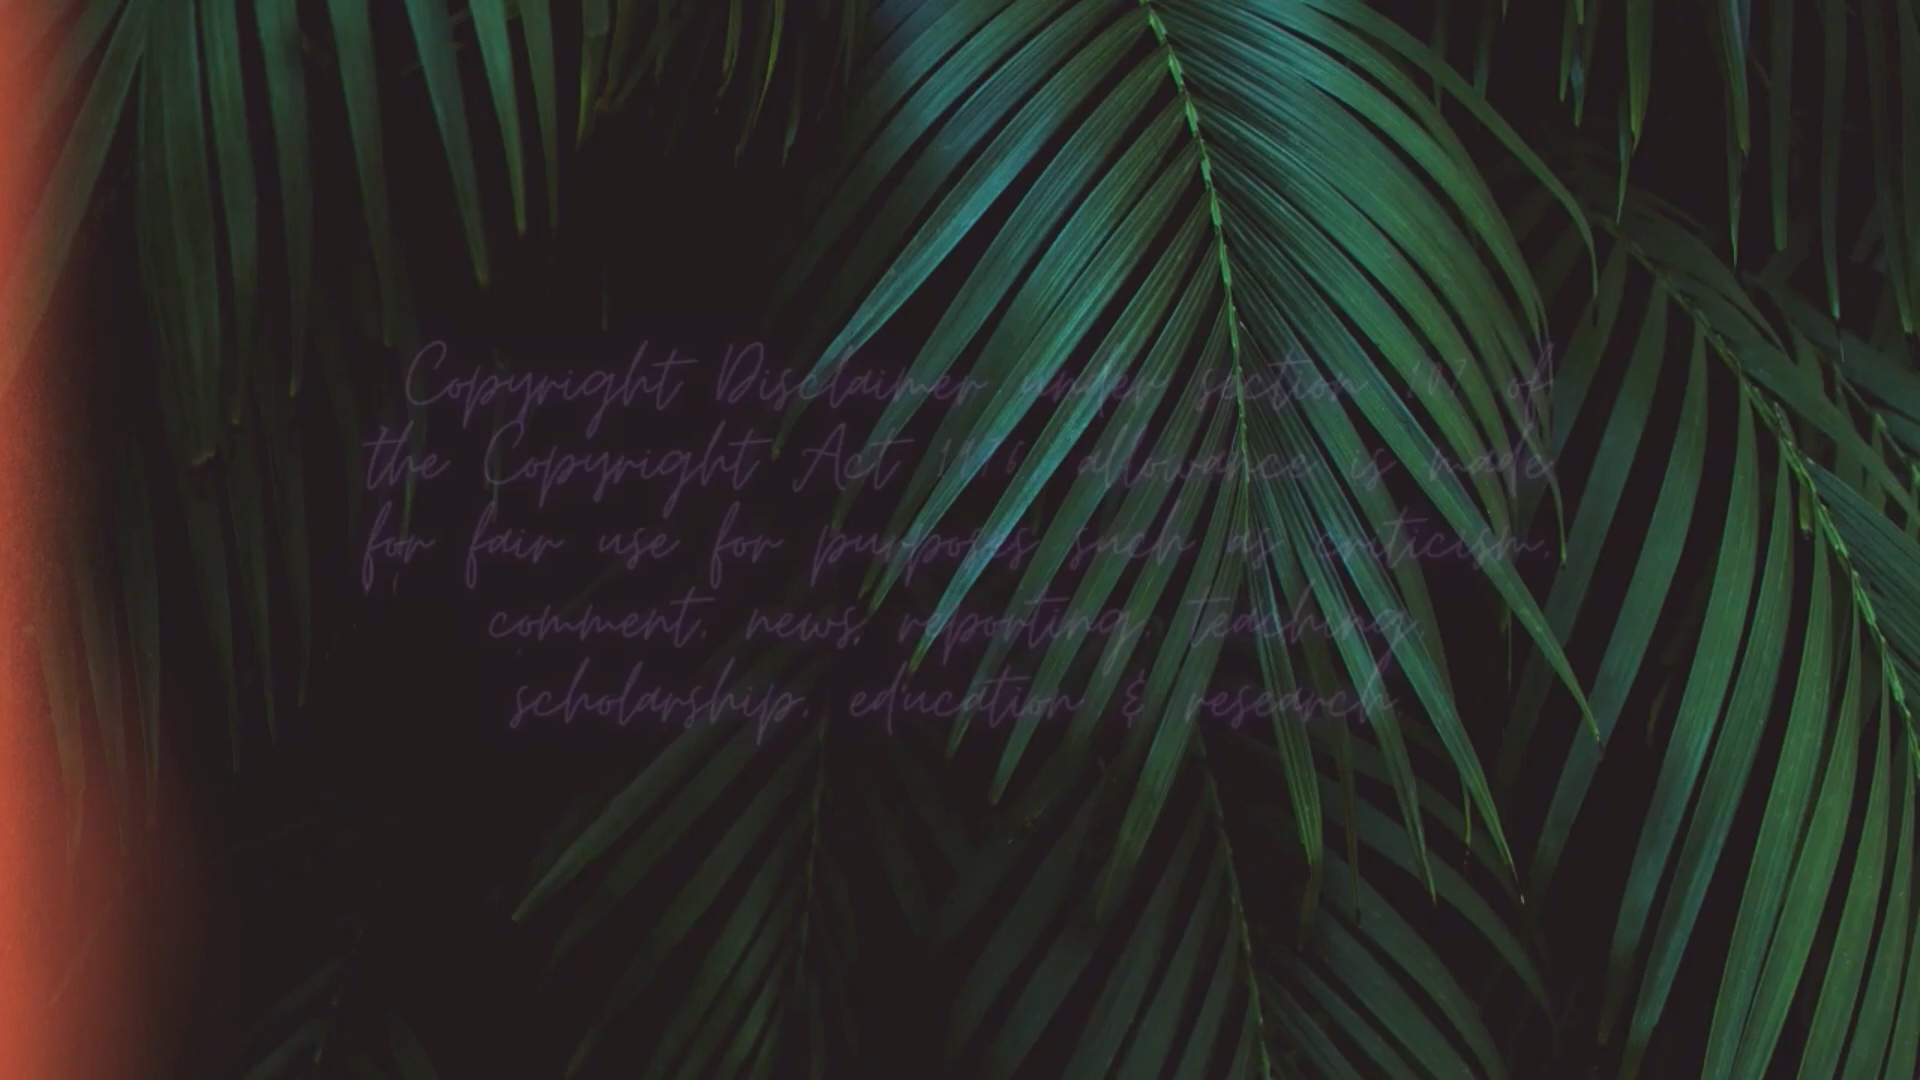 Copyright Disclaimer under section 107 of
the Copyright Act 1976, allowance is made
for fair use for purposes such as criticism,
comment, news, reporting, teaching,
scholarship, education & research